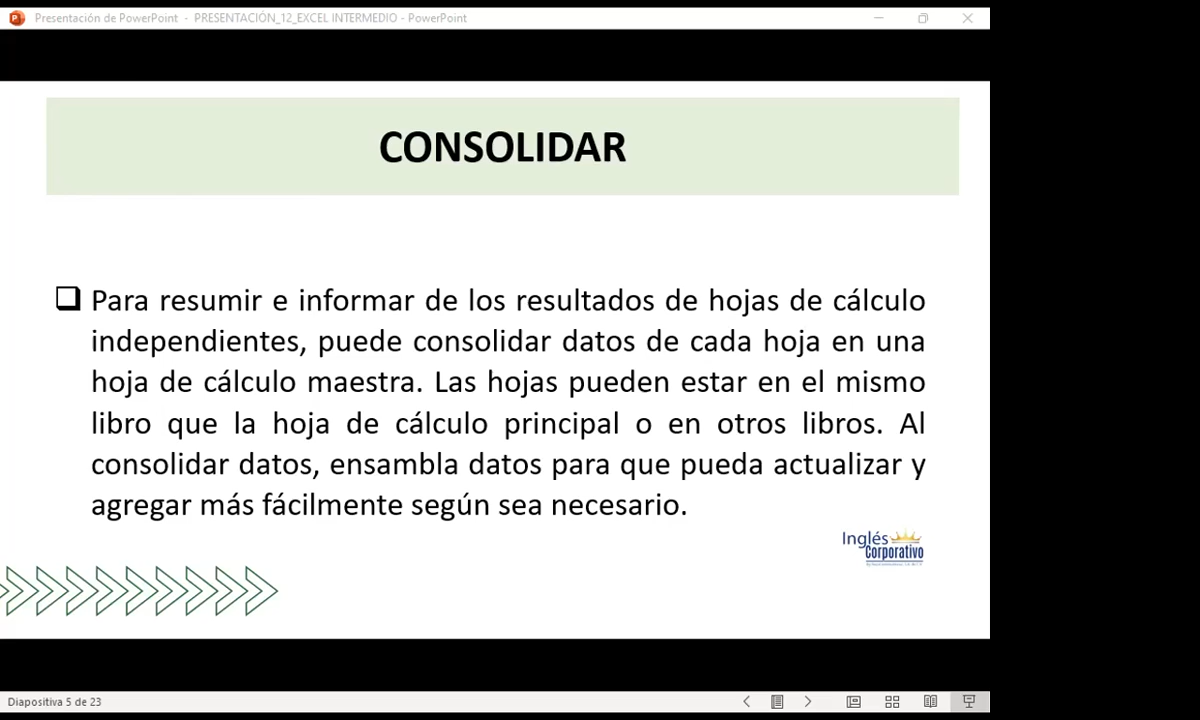 Presentación de PowerPoint - PRESENTACIÓN_12_EXCEL INTERMEDIO - PowerPoint
CONSOLIDAR
Para resumir e informar de los resultados de hojas de cálculo
independientes, puede consolidar datos de cada hoja en una
hoja de cálculo maestra. Las hojas pueden estar en el mismo
libro que la hoja de cálculo principal o en otros libros. Al
consolidar datos, ensambla datos para que pueda actualizar y
agregar más fácilmente según sea necesario.
Inglés
Corporativo
Diapositiva 5 de 23